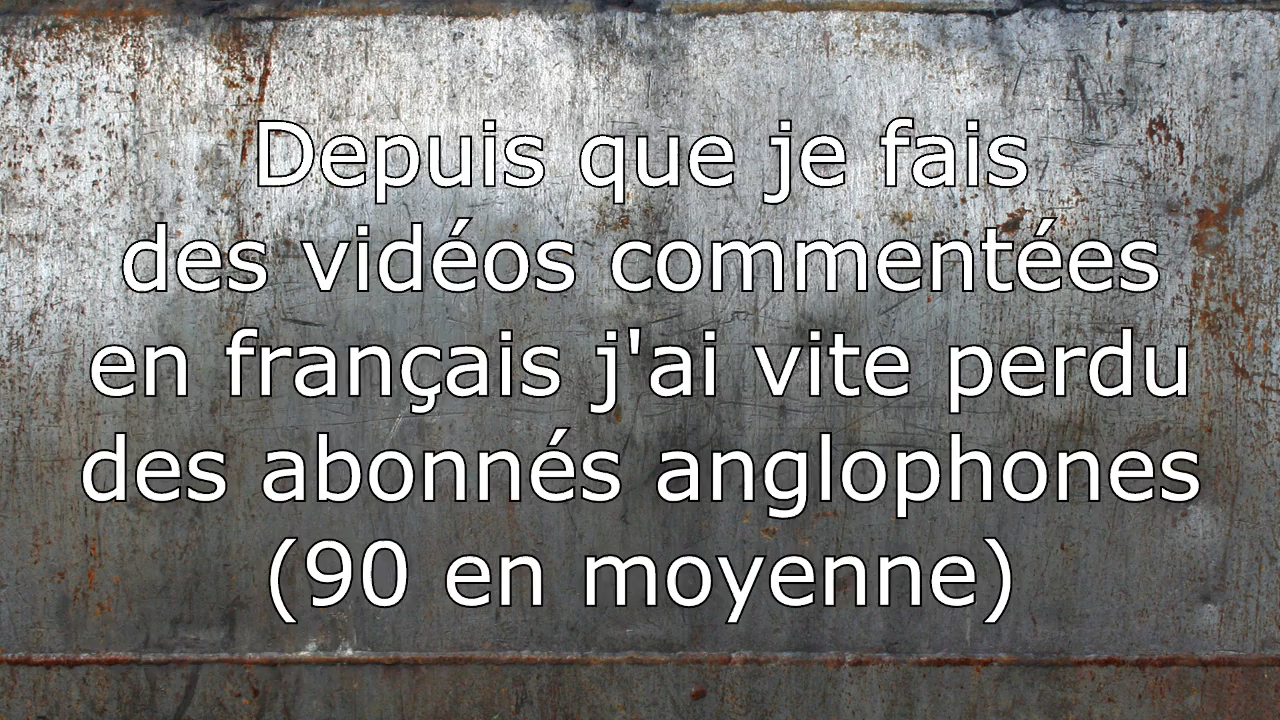 Depuis que je fais
des vidéos commentées
en français j'ai vite perdu
des abonnés anglophones
(90 en moyenne)